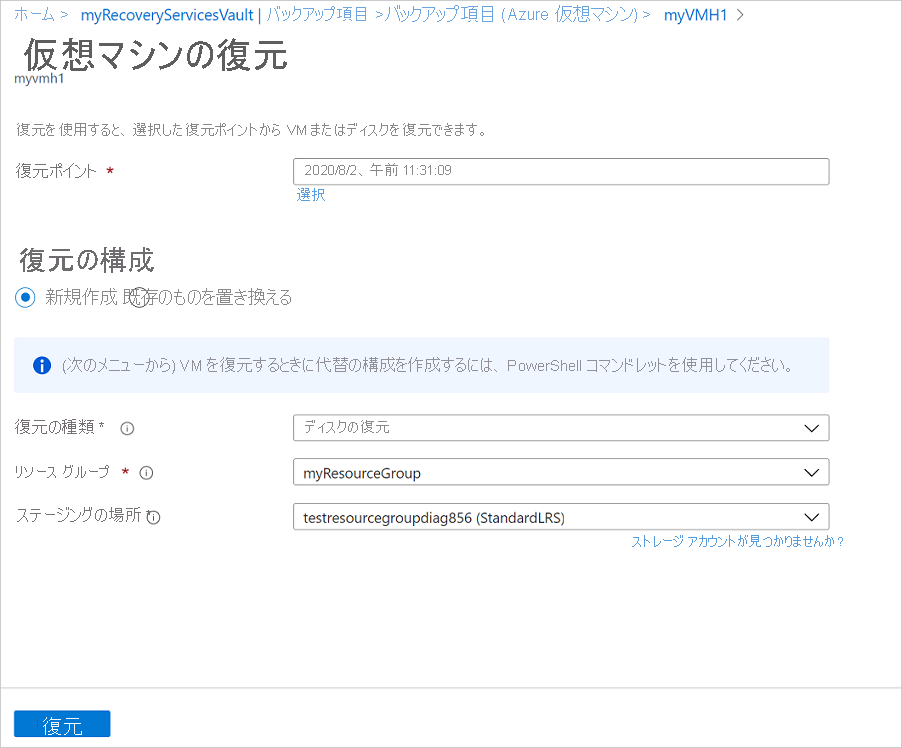 ホーム > myRecoveryServicesVault | バックアップ項目 > バックアップ項目 (Azure 仮想マシン) > myVMH1 >
仮想マシンの復元
myvmh1
復元を使用すると、選択した復元ポイントから VM またはディスクを復元できます。
復元ポイント * 2020/8/2、午前 11:31:09
選択
復元の構成
新規作成 既存のものを置き換える
(次のメニューから) VM を復元するときに代替の構成を作成するには、PowerShell コマンドレットを使用してください。
復元の種類 * ディスクの復元
リソース グループ * myResourceGroup
ステージングの場所 * testresourcegroupdiag856 (StandardLRS)
ストレージ アカウントが見つかりませんか?
復元